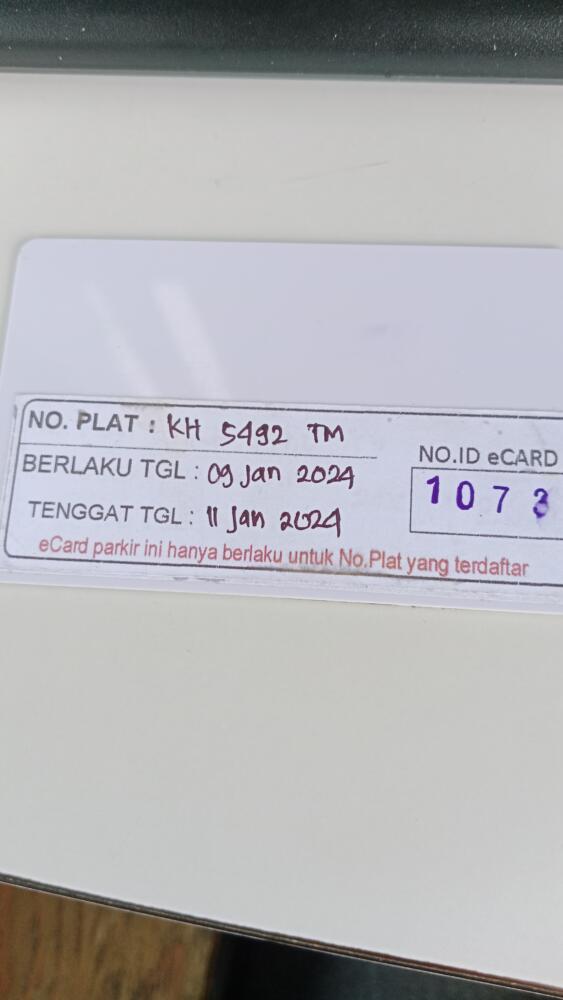 NO. PLAT : KH 5492 TM
BERLAKU TGL : 09 Jan 2024
TENGGAT TGL : 11 Jan 2024
NO.ID eCARD
1073
eCard parkir ini hanya berlaku untuk No.Plat yang terdaftar